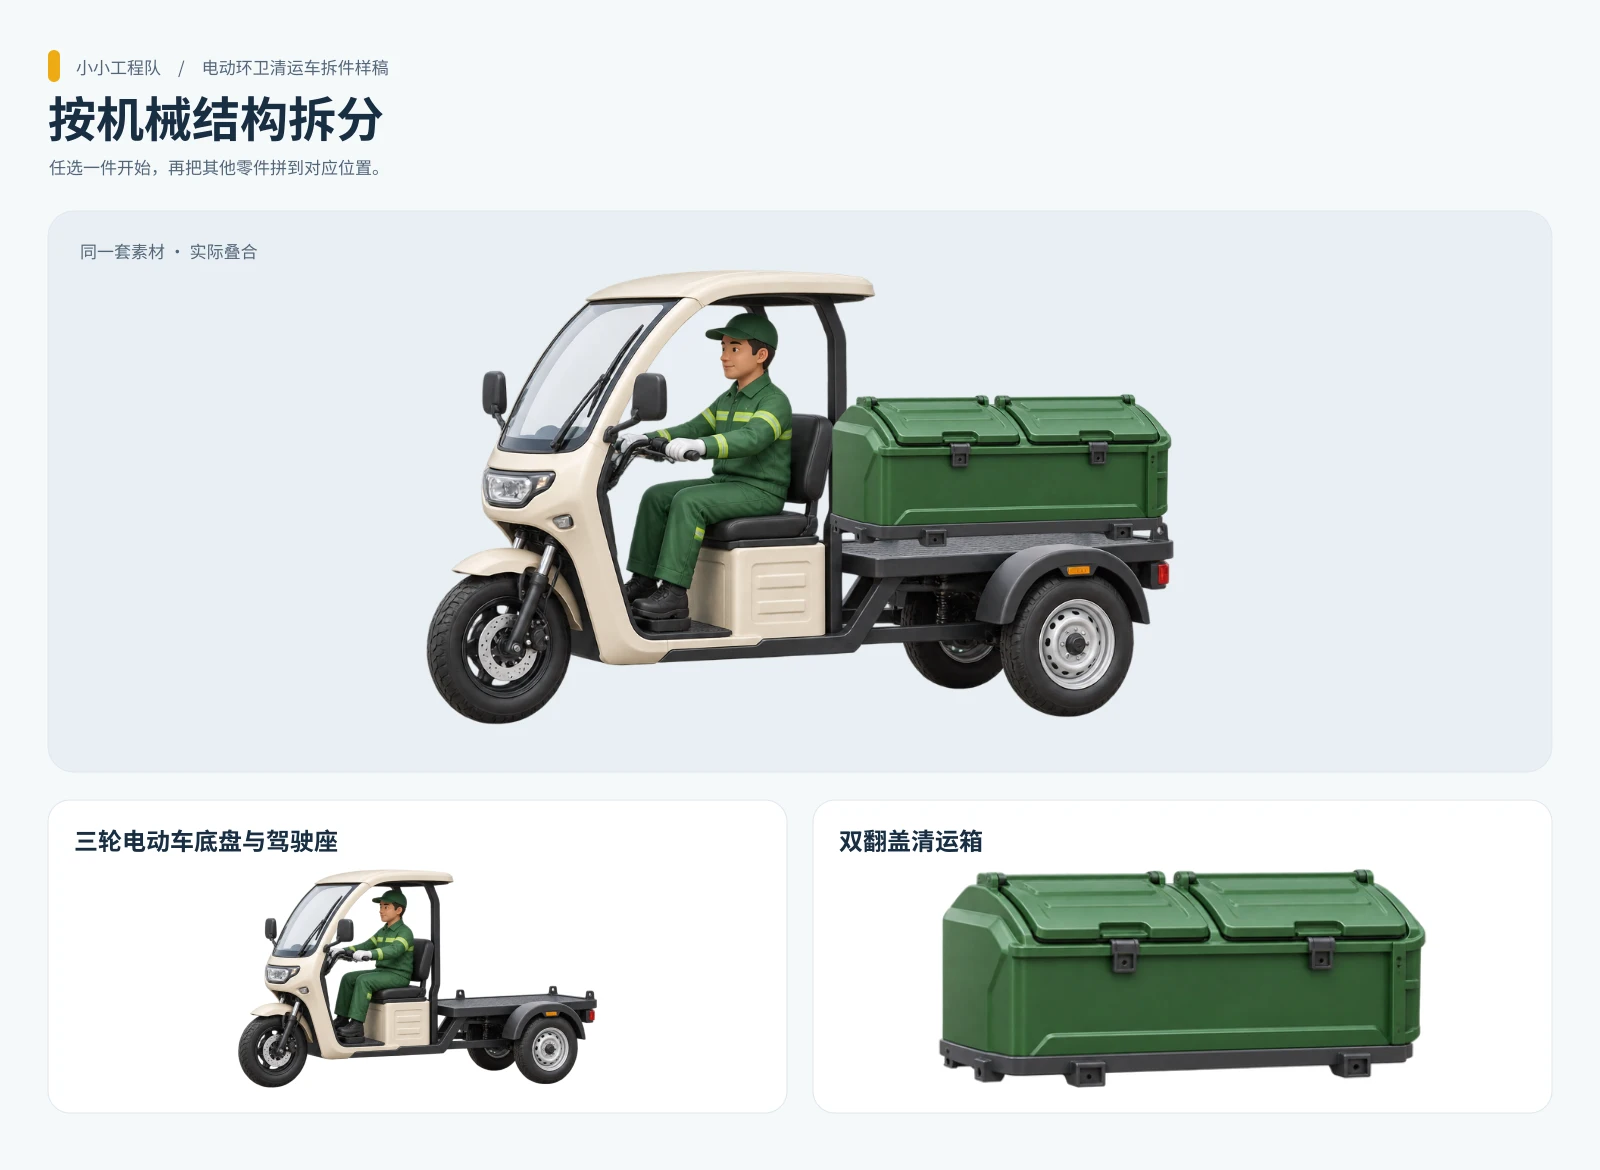 小小工程队 / 电动环卫清运车拆件样稿
按机械结构拆分
任选一件开始，再把其他零件拼到对应位置。
同一套素材 · 实际叠合
三轮电动车底盘与驾驶座
双翻盖清运箱